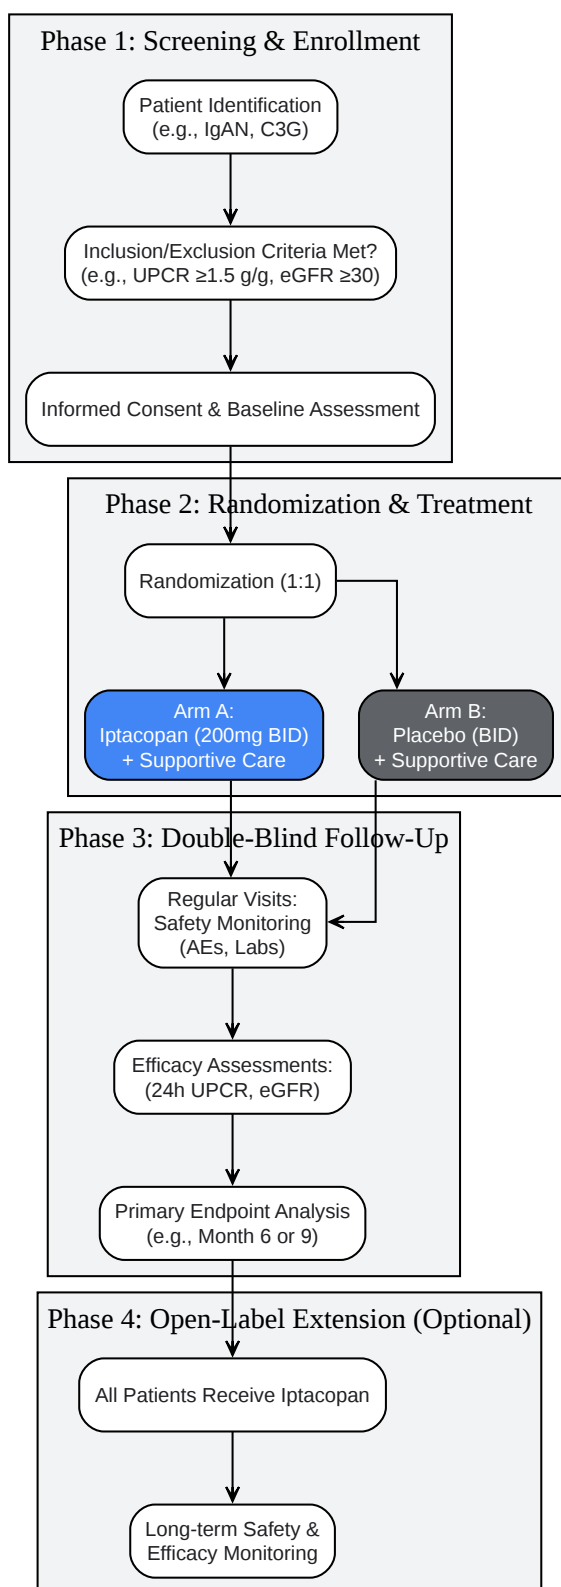 Phase 1: Screening & Enrollment
Patient Identification
(e.g., IgAN, C3G)
Inclusion/Exclusion Criteria Met?
(e.g., UPCR ≥1.5 g/g, eGFR ≥30)
Informed Consent & Baseline Assessment
Phase 2: Randomization & Treatment
Randomization (1:1)
Arm A:
Iptacopan (200mg BID)
+ Supportive Care
Arm B:
Placebo (BID)
+ Supportive Care
Phase 3: Double-Blind Follow-Up
Regular Visits:
Safety Monitoring
(AEs, Labs)
Efficacy Assessments:
(24h UPCR, eGFR)
Primary Endpoint Analysis
(e.g., Month 6 or 9)
Phase 4: Open-Label Extension (Optional)
All Patients Receive Iptacopan
Long-term Safety &
Efficacy Monitoring